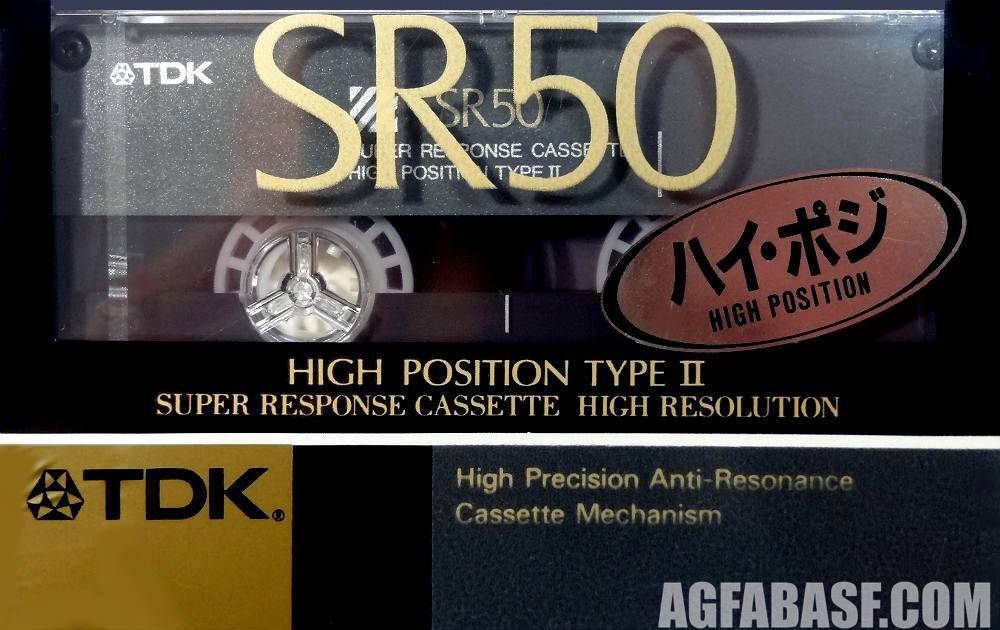 SR50
TDK
SR50
SUPER RESPONSE CASSETTE
HIGH POSITION TYPE II
ハイ・ポジ
HIGH POSITION
HIGH POSITION TYPE II
SUPER RESPONSE CASSETTE HIGH RESOLUTION
TDK®
High Precision Anti-Resonance
Cassette Mechanism
AGFABASF.COM